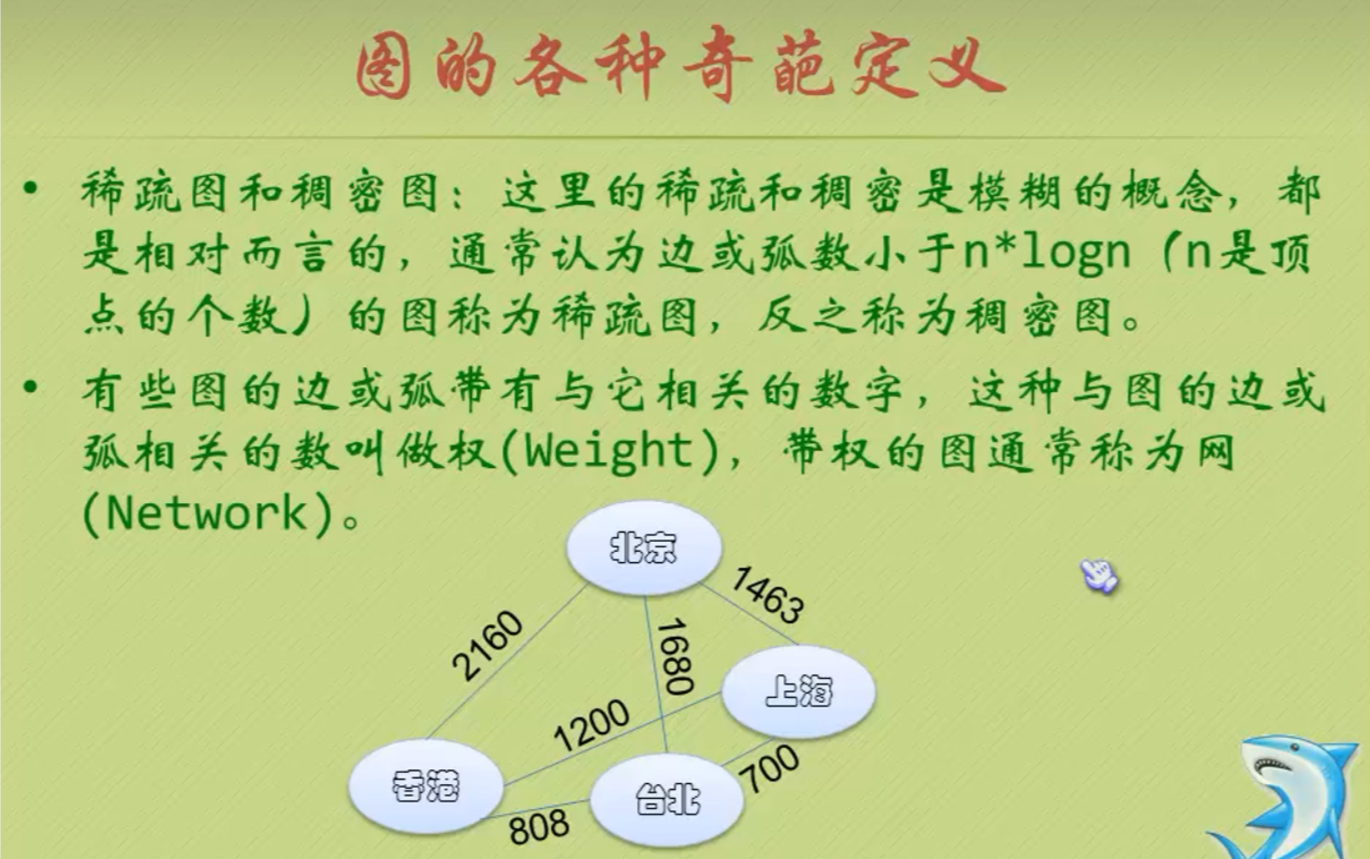 图的各种奇葩定义
• 稀疏图和稠密图：这里的稀疏和稠密是模糊的概念，都
是相对而言的，通常认为边或弧数小于n*logn（n是顶
点的个数）的图称为稀疏图，反之称为稠密图。
• 有些图的边或弧带有与它相关的数字，这种与图的边或
弧相关的数叫做权(Weight)，带权的图通常称为网
(Network)。
北京
1463
2160
1680
上海
1200
700
香港
台北
808